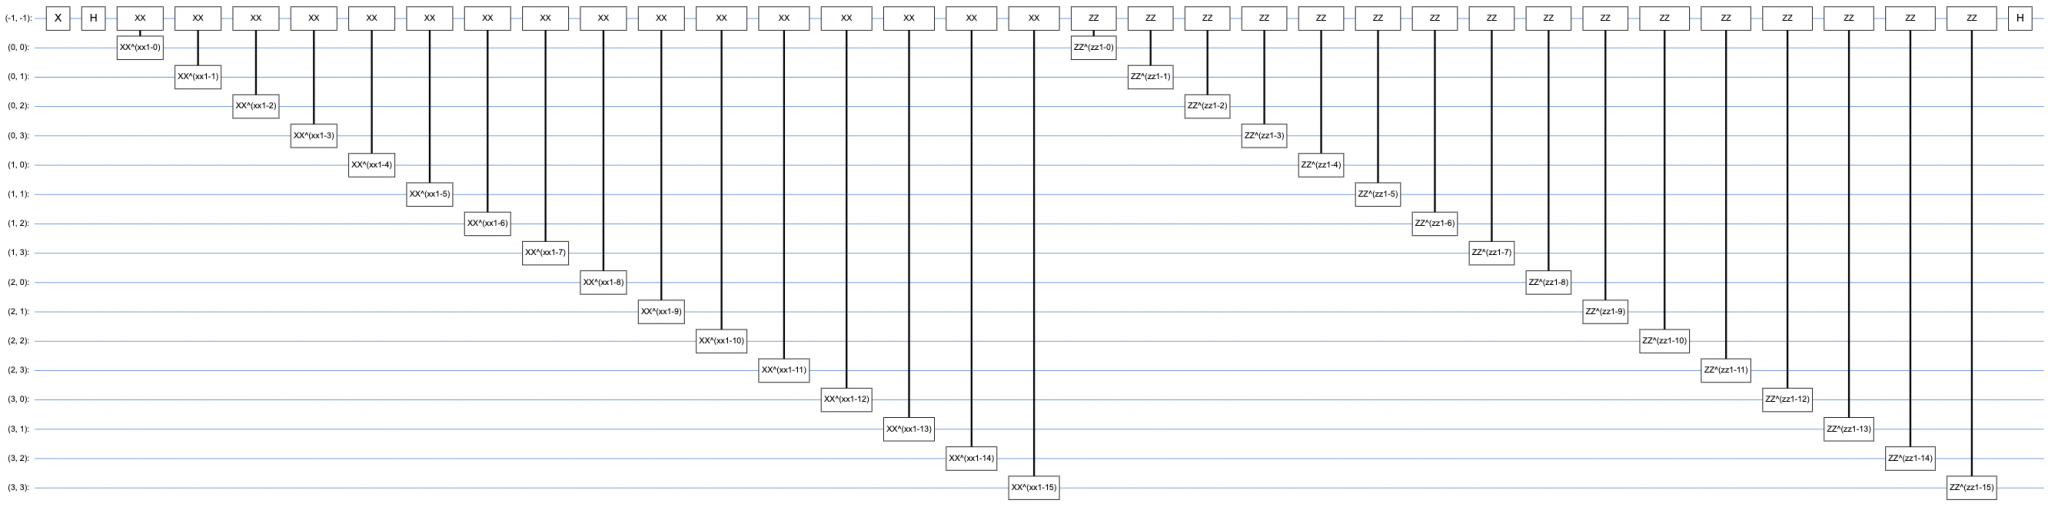 (-1, -1): X H XX XX XX XX XX XX XX XX XX XX XX XX XX XX XX XX ZZ ZZ ZZ ZZ ZZ ZZ ZZ ZZ ZZ ZZ ZZ ZZ ZZ ZZ ZZ ZZ H
(0, 0): XX^(xx1-0) ZZ^(zz1-0)
(0, 1): XX^(xx1-1) ZZ^(zz1-1)
(0, 2): XX^(xx1-2) ZZ^(zz1-2)
(0, 3): XX^(xx1-3) ZZ^(zz1-3)
(1, 0): XX^(xx1-4) ZZ^(zz1-4)
(1, 1): XX^(xx1-5) ZZ^(zz1-5)
(1, 2): XX^(xx1-6) ZZ^(zz1-6)
(1, 3): XX^(xx1-7) ZZ^(zz1-7)
(2, 0): XX^(xx1-8) ZZ^(zz1-8)
(2, 1): XX^(xx1-9) ZZ^(zz1-9)
(2, 2): XX^(xx1-10) ZZ^(zz1-10)
(2, 3): XX^(xx1-11) ZZ^(zz1-11)
(3, 0): XX^(xx1-12) ZZ^(zz1-12)
(3, 1): XX^(xx1-13) ZZ^(zz1-13)
(3, 2): XX^(xx1-14) ZZ^(zz1-14)
(3, 3): XX^(xx1-15) ZZ^(zz1-15)